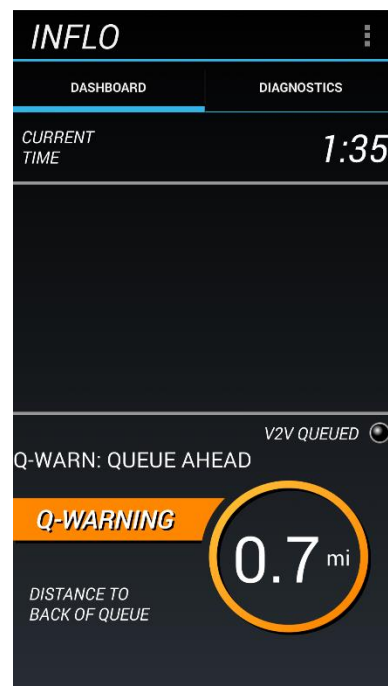 INFLO
DASHBOARD DIAGNOSTICS
CURRENT
TIME
1:35
V2V QUEUED
Q-WARN: QUEUE AHEAD
Q-WARNING
0.7 mi
DISTANCE TO
BACK OF QUEUE